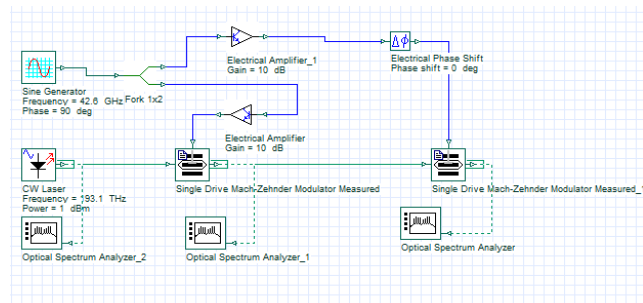 Electrical Amplifier_1
Gain = 10 dB
Electrical Phase Shift
Phase shift = 0 deg
Sine Generator
Frequency = 42.6 GHz
Phase = 90 deg
Fork 1x2
Electrical Amplifier
Gain = 10 dB
CW Laser
Frequency = 193.1 THz
Power = 1 dBm
Single Drive Mach-Zehnder Modulator Measured
Single Drive Mach-Zehnder Modulator Measured_1
Optical Spectrum Analyzer_2
Optical Spectrum Analyzer_1
Optical Spectrum Analyzer